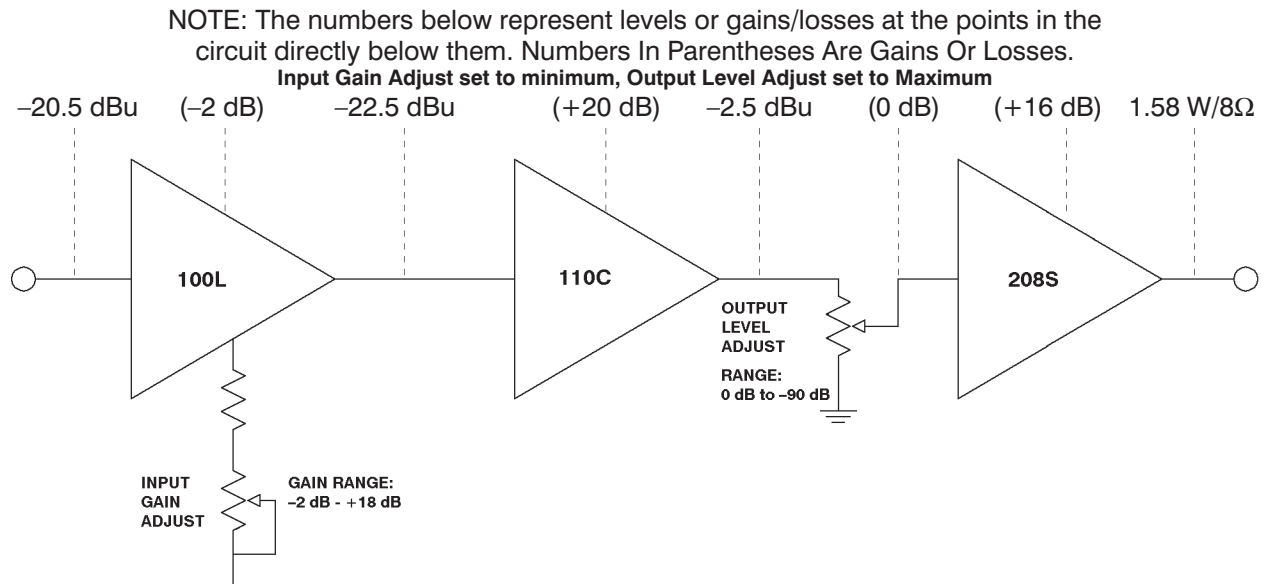 NOTE: The numbers below represent levels or gains/losses at the points in the
circuit directly below them. Numbers In Parentheses Are Gains Or Losses.
Input Gain Adjust set to minimum, Output Level Adjust set to Maximum
−20.5 dBu (−2 dB) −22.5 dBu (+20 dB) −2.5 dBu (0 dB) (+16 dB) 1.58 W/8Ω
100L 110C 208S
OUTPUT
LEVEL
ADJUST
RANGE:
0 dB to −90 dB
INPUT
GAIN
ADJUST
GAIN RANGE:
−2 dB - +18 dB